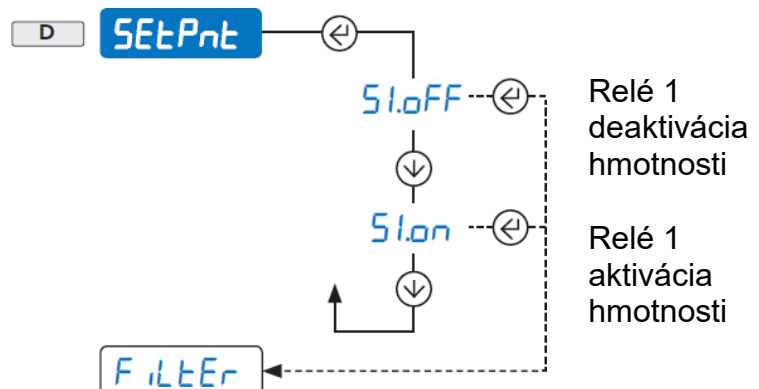 D SEtPnt
S1.oFF
Relé 1
deaktivácia
hmotnosti
S1.on
Relé 1
aktivácia
hmotnosti
FiLtEr